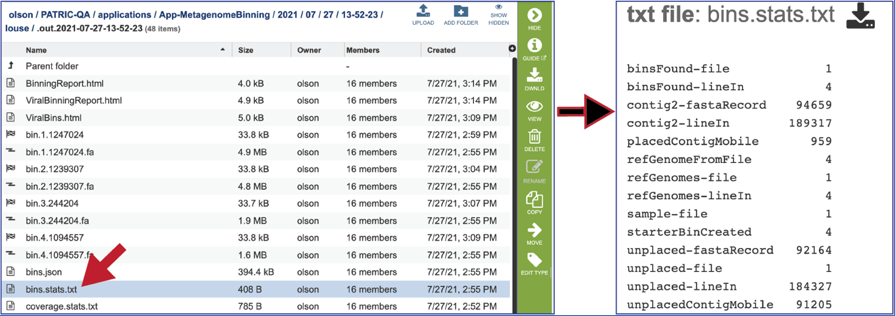 olson / PATRIC-QA / applications / App-MetagenomeBinning / 2021 / 07 / 27 / 13-52-23 /
louse / .out.2021-07-27-13-52-23 (48 items)
UPLOAD ADD FOLDER SHOW HIDDEN
Name Size Owner Members Created
Parent folder -
BinningReport.html 4.0 kB olson 16 members 7/27/21, 3:14 PM
ViralBinningReport.html 4.9 kB olson 16 members 7/27/21, 3:14 PM
ViralBins.html 5.0 kB olson 16 members 7/27/21, 3:09 PM
bin.1.1247024 33.8 kB olson 16 members 7/27/21, 2:59 PM
bin.1.1247024.fa 4.9 MB olson 16 members 7/27/21, 2:55 PM
bin.2.1239307 33.8 kB olson 16 members 7/27/21, 3:04 PM
bin.2.1239307.fa 4.8 MB olson 16 members 7/27/21, 2:55 PM
bin.3.244204 33.7 kB olson 16 members 7/27/21, 3:07 PM
bin.3.244204.fa 1.9 MB olson 16 members 7/27/21, 2:55 PM
bin.4.1094557 33.8 kB olson 16 members 7/27/21, 3:09 PM
bin.4.1094557.fa 1.6 MB olson 16 members 7/27/21, 2:55 PM
bins.json 394.4 kB olson 16 members 7/27/21, 2:55 PM
bins.stats.txt 408 B olson 16 members 7/27/21, 2:55 PM
coverage.stats.txt 785 B olson 16 members 7/27/21, 2:52 PM
HIDE
GUIDE
DWNLD
VIEW
DELETE
RENAME
COPY
MOVE
EDIT TYPE
txt file: bins.stats.txt
binsFound-file 1
binsFound-lineIn 4
contig2-fastaRecord 94659
contig2-lineIn 189317
placedContigMobile 959
refGenomeFromFile 4
refGenomes-file 1
refGenomes-lineIn 4
sample-file 1
starterBinCreated 4
unplaced-fastaRecord 92164
unplaced-file 1
unplaced-lineIn 184327
unplacedContigMobile 91205